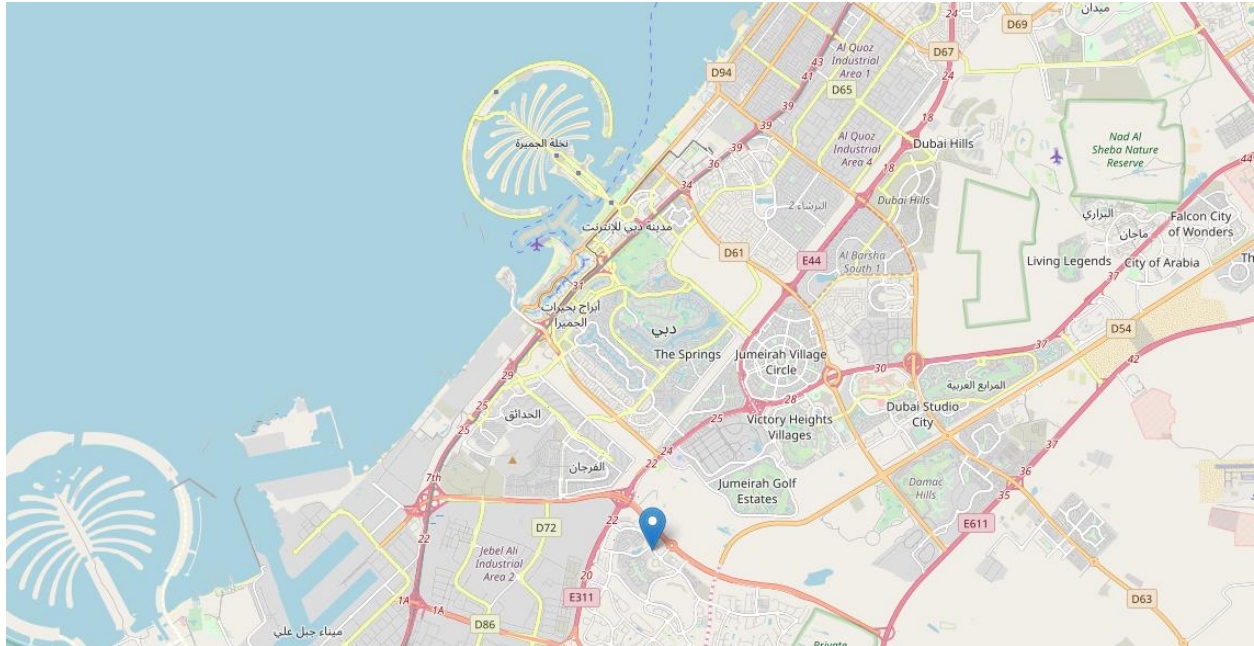 ميدان
24
D69
Al Quoz
Industrial
Area 1
43
D67
24
D94
41
D65
39
18
39
Al Quoz
Industrial
Area 4
Dubai Hills
Nad Al
Sheba Nature
Reserve
44
نخلة الجميرة
39
36
18
34
البرشاء 2
Dubai Hills
البراري
Falcon City
of Wonders
ماجان
مدينة دبي للإنترنت
D61
E44
Al Barsha
South 1
Living Legends
City of Arabia
37
31
أبراج بحيرات
الجميرا
دبي
D54
The Springs
Jumeirah Village
Circle
37
42
29
30
المرابع العربية
25
28
25
الحدائق
Victory Heights
Villages
Dubai Studio
City
25
24
37
22
الفرجان
7th
36
Jumeirah Golf
Estates
Damac
Hills
35
22
22
D72
E611
22
Jebel Ali
Industrial
Area 2
20
1A
E311
D63
1A
D86
ميناء جبل علي
Private